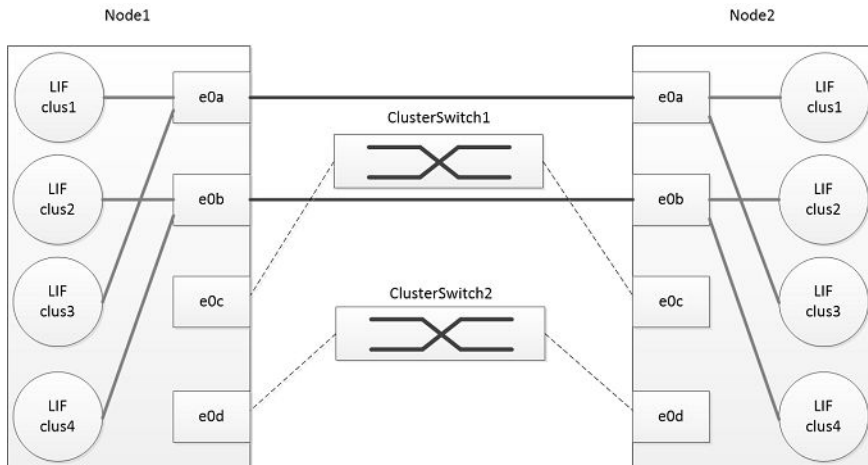 Node1
Node2
LIF
clus1
e0a
e0a
LIF
clus1
ClusterSwitch1
LIF
clus2
e0b
e0b
LIF
clus2
LIF
clus3
e0c
ClusterSwitch2
e0c
LIF
clus3
LIF
clus4
e0d
e0d
LIF
clus4